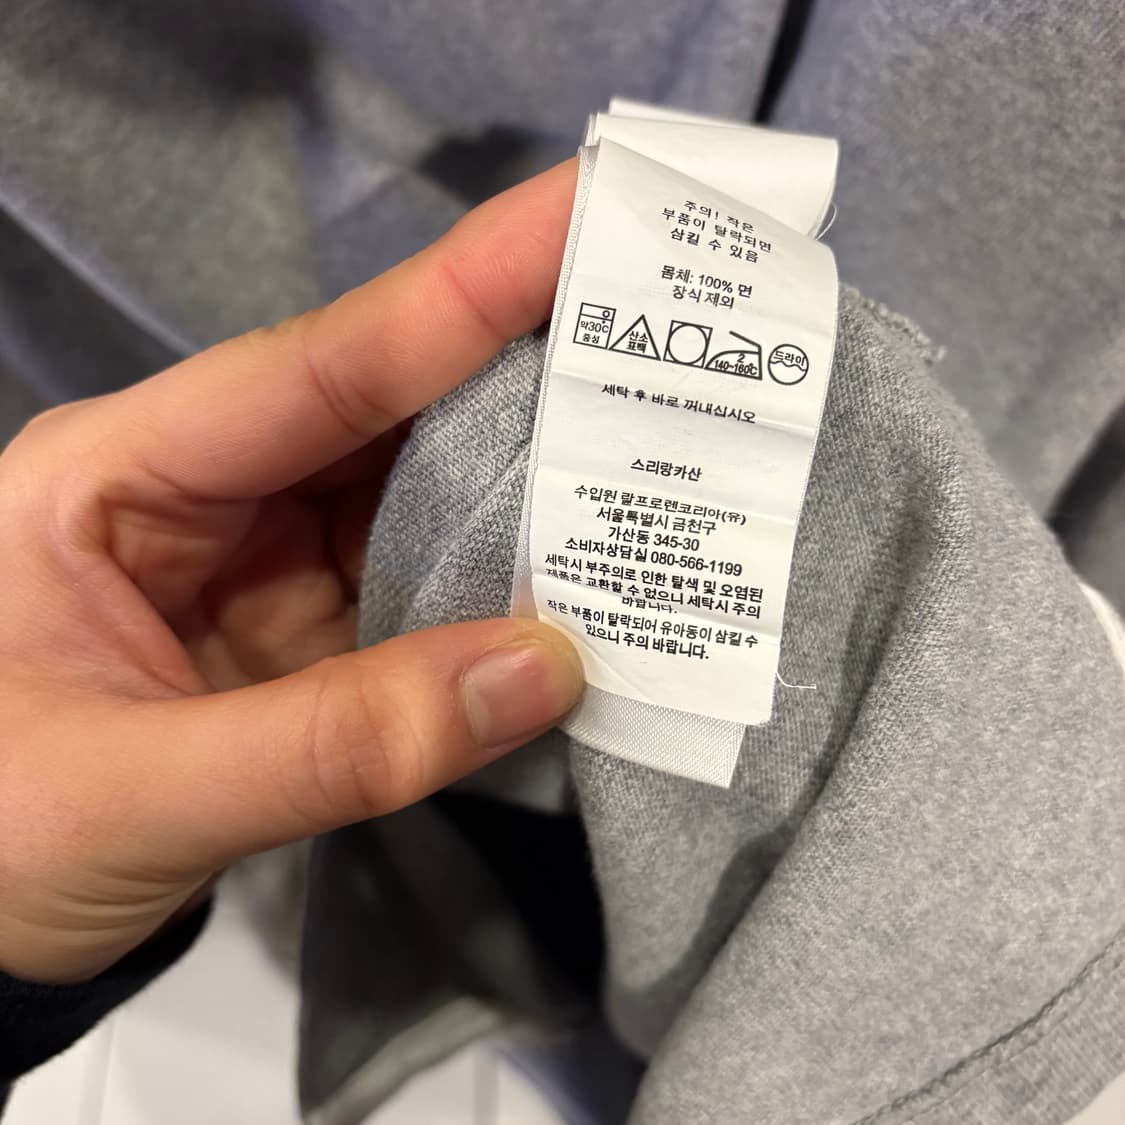 주의! 작은
부품이 탈락되면
삼킬 수 있음
몸체: 100% 면
장식 제외
약30℃
중성
산소
표백
2
140~160℃
드라이
세탁 후 바로 꺼내십시오
스리랑카산
수입원 랄프로렌코리아(유)
서울특별시 금천구
가산동 345-30
소비자상담실 080-566-1199
세탁시 부주의로 인한 탈색 및 오염된
제품은 교환할 수 없으니 세탁시 주의
바랍니다.
작은 부품이 탈락되어 유아동이 삼킬 수
있으니 주의 바랍니다.